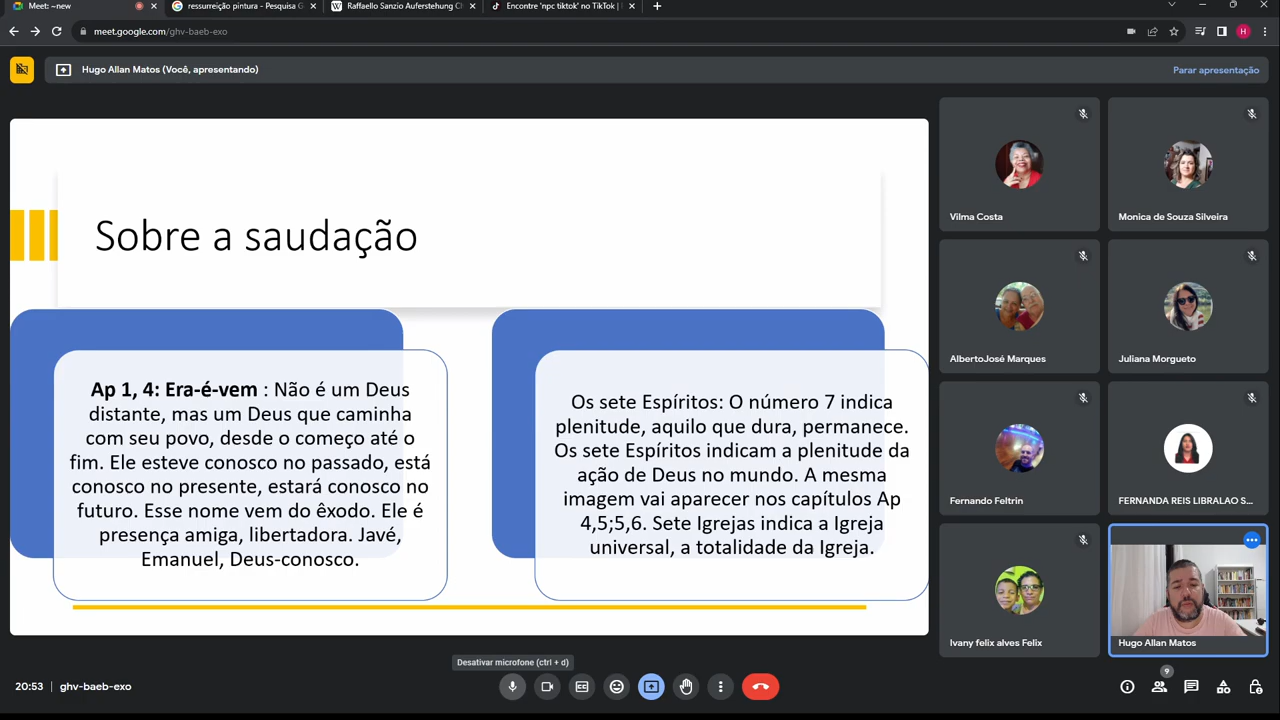 Meet: ~new
ressurreição pintura - Pesquisa G
Raffaello Sanzio Auferstehung C
Encontre 'npc tiktok' no TikTok |
meet.google.com/ghv-baeb-exo
H
Hugo Allan Matos (Você, apresentando)
Parar apresentação
Sobre a saudação
Ap 1, 4: Era-é-vem : Não é um Deus
distante, mas um Deus que caminha
com seu povo, desde o começo até o
fim. Ele esteve conosco no passado, está
conosco no presente, estará conosco no
futuro. Esse nome vem do êxodo. Ele é
presença amiga, libertadora. Javé,
Emanuel, Deus-conosco.
Os sete Espíritos: O número 7 indica
plenitude, aquilo que dura, permanece.
Os sete Espíritos indicam a plenitude da
ação de Deus no mundo. A mesma
imagem vai aparecer nos capítulos Ap
4,5;5,6. Sete Igrejas indica a Igreja
universal, a totalidade da Igreja.
Vilma Costa
Monica de Souza Silveira
AlbertoJosé Marques
Juliana Morgueto
Fernando Feltrin
FERNANDA REIS LIBRALAO S...
Ivany felix alves Felix
Hugo Allan Matos
Desativar microfone (ctrl + d)
20:53 | ghv-baeb-exo
9